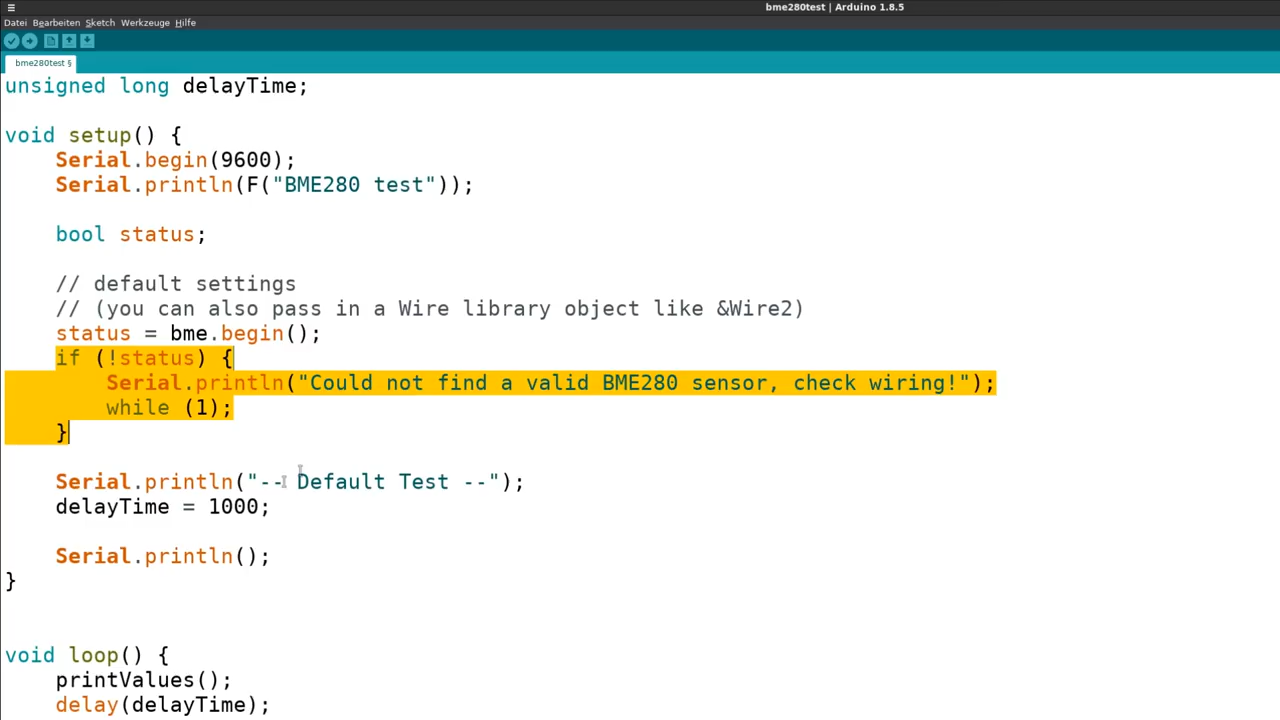 bme280test | Arduino 1.8.5
Datei Bearbeiten Sketch Werkzeuge Hilfe
bme280test §
unsigned long delayTime;
void setup() {
Serial.begin(9600);
Serial.println(F("BME280 test"));
bool status;
// default settings
// (you can also pass in a Wire library object like &Wire2)
status = bme.begin();
if (!status) {
Serial.println("Could not find a valid BME280 sensor, check wiring!");
while (1);
}
Serial.println("-- Default Test --");
delayTime = 1000;
Serial.println();
}
void loop() {
printValues();
delay(delayTime);